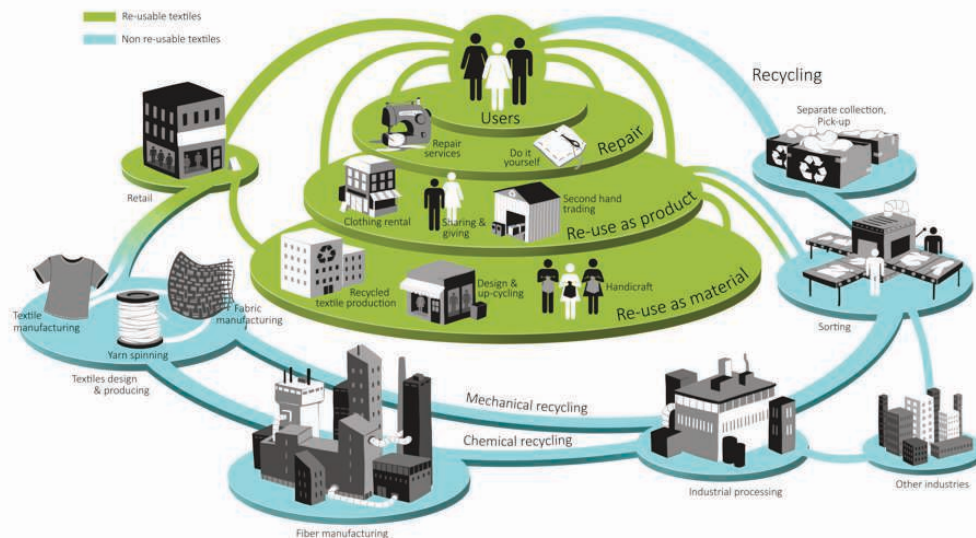 Re-usable textiles
Non re-usable textiles
Recycling
Separate collection,
Pick-up
Users
Repair
services
Do it
yourself
Repair
Retail
Clothing rental
Sharing &
giving
Second hand
trading
Re-use as product
Recycled
textile production
Design &
up-cycling
Handicraft
Re-use as material
Sorting
Textile
manufacturing
Fabric
manufacturing
Yarn spinning
Textiles design
& producing
Mechanical recycling
Chemical recycling
Fiber manufacturing
Industrial processing
Other industries